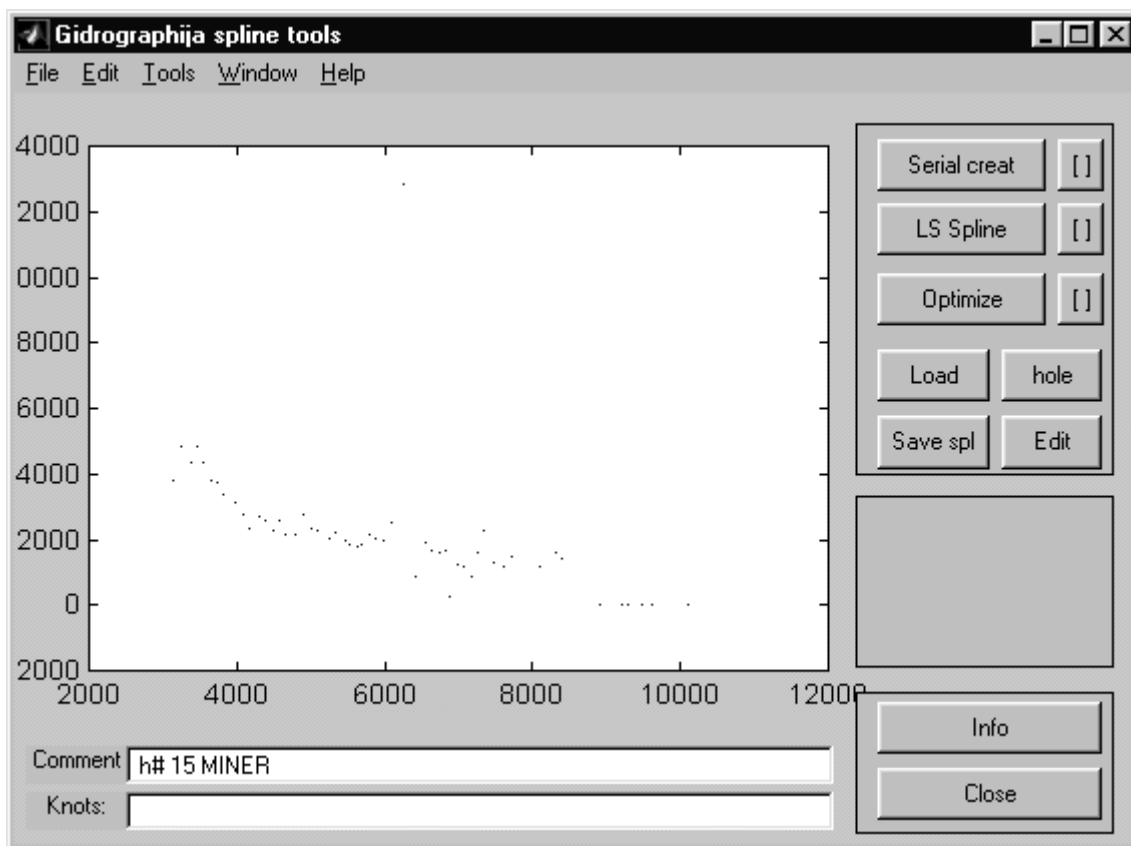 Gidrographija spline tools
File Edit Tools Window Help
4000
2000
0000
8000
6000
4000
2000
0
2000
2000 4000 6000 8000 10000 12000
Serial creat [ ]
LS Spline [ ]
Optimize [ ]
Load hole
Save spl Edit
Info
Close
Comment h# 15 MINER
Knots: